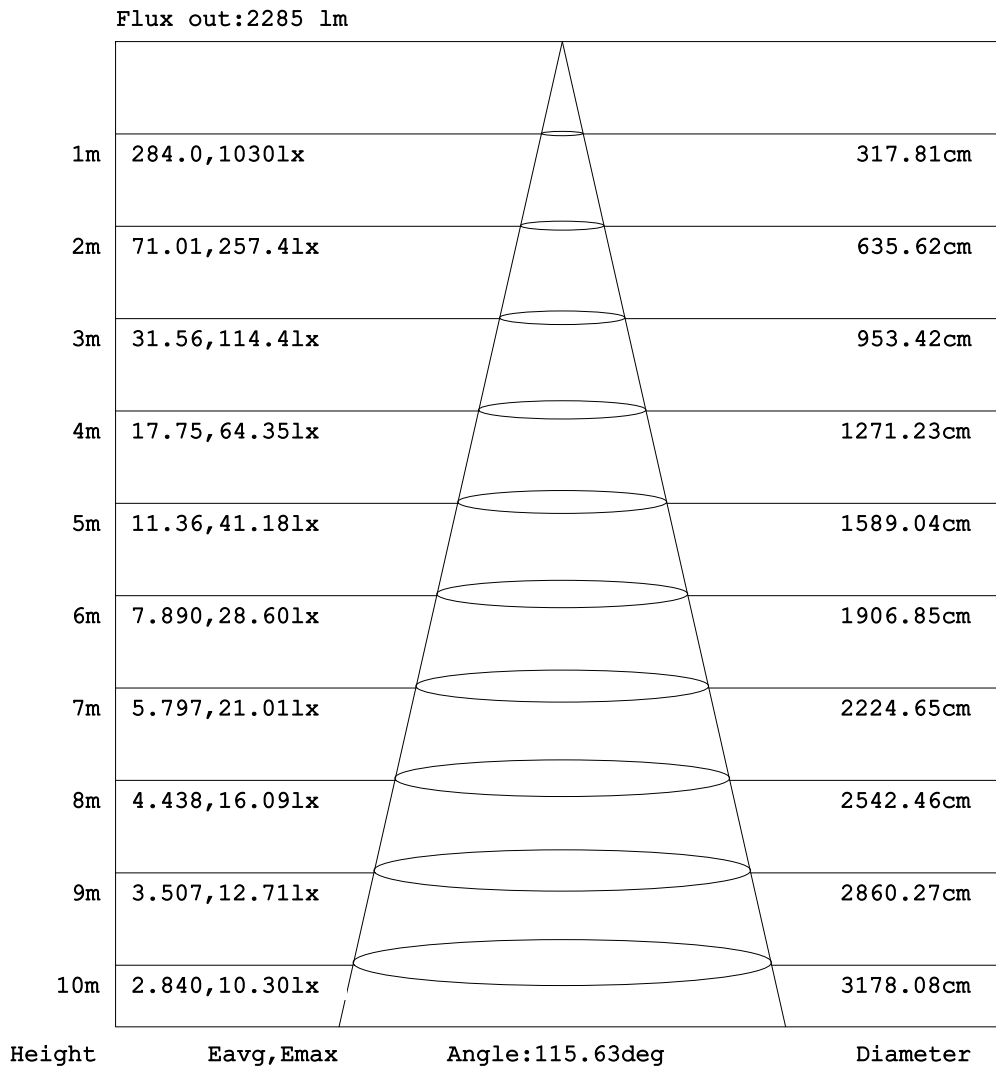 Flux out:2285 lm
1m 284.0,1030lx 317.81cm
2m 71.01,257.4lx 635.62cm
3m 31.56,114.4lx 953.42cm
4m 17.75,64.35lx 1271.23cm
5m 11.36,41.18lx 1589.04cm
6m 7.890,28.60lx 1906.85cm
7m 5.797,21.01lx 2224.65cm
8m 4.438,16.09lx 2542.46cm
9m 3.507,12.71lx 2860.27cm
10m 2.840,10.30lx 3178.08cm
Height Eavg,Emax Angle:115.63deg Diameter